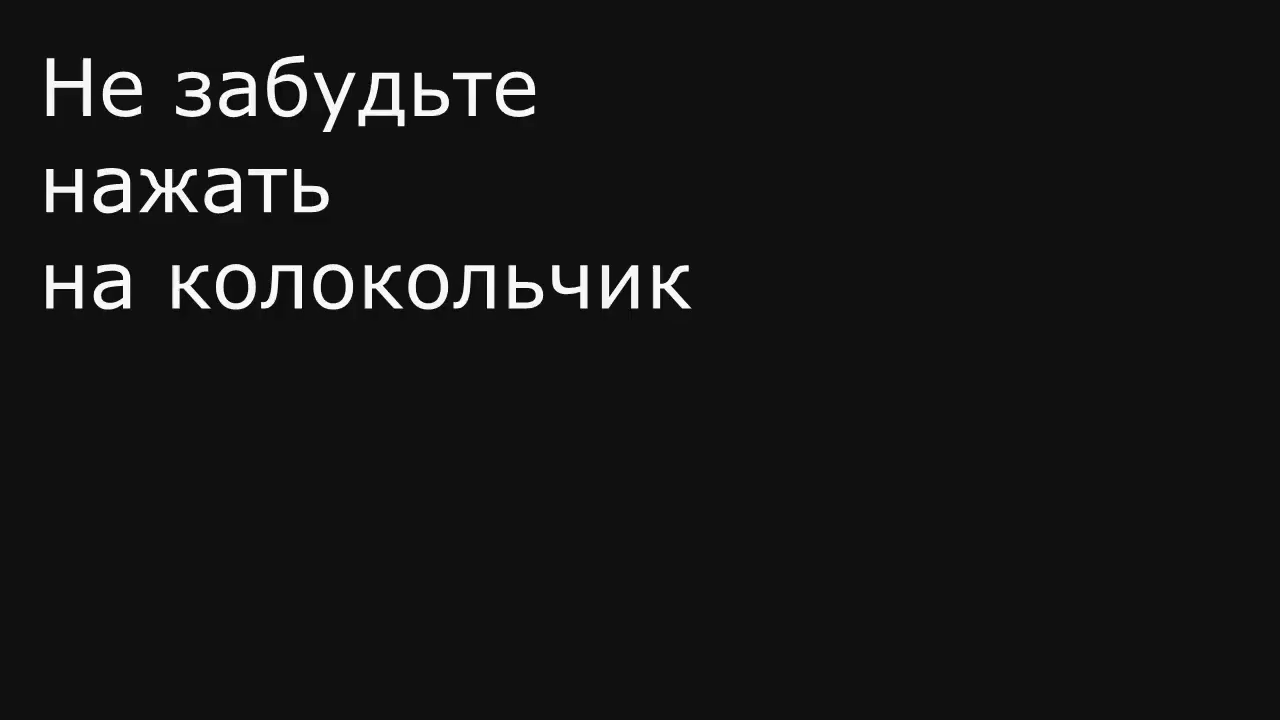 Не забудьте
нажать
на колокольчик